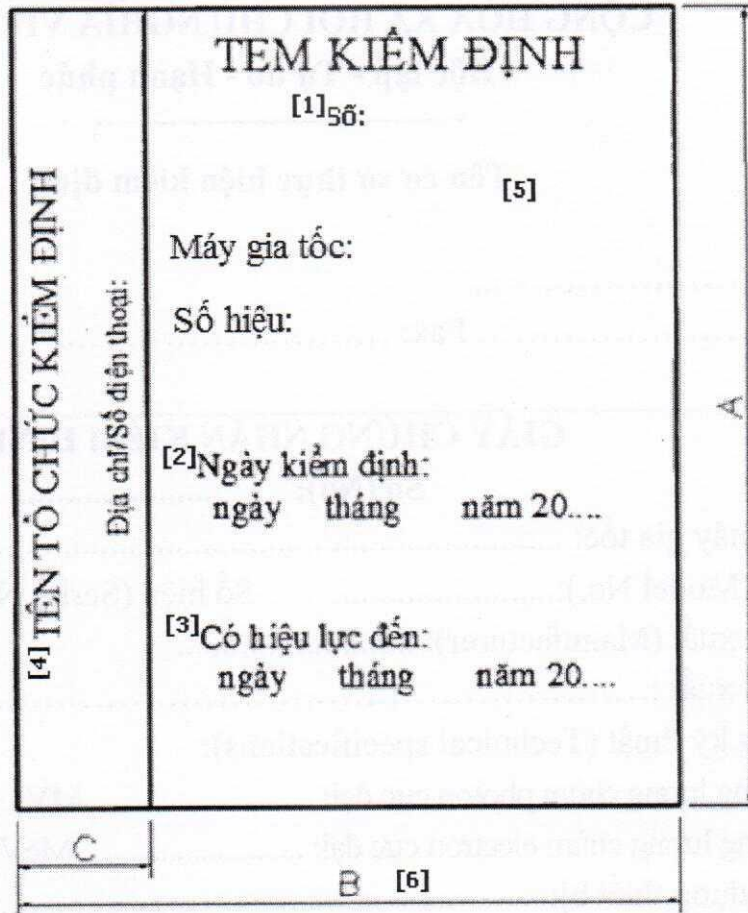 TEM KIỂM ĐỊNH
[1]Số:
[5]
Máy gia tốc:
Số hiệu:
[2]Ngày kiểm định:
ngày tháng năm 20....
[3]Có hiệu lực đến:
ngày tháng năm 20....
[4] TÊN TỔ CHỨC KIỂM ĐỊNH
Địa chỉ/Số điện thoại:
A
C
B [6]